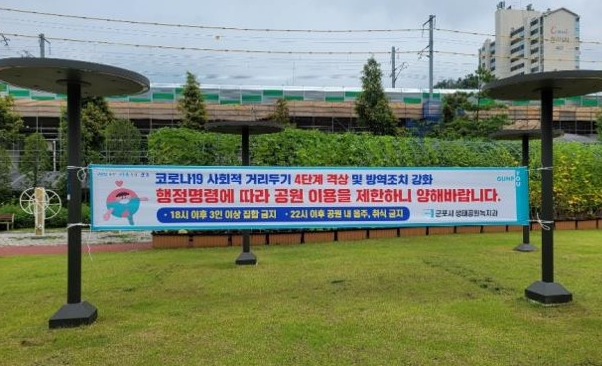 코로나19 사회적 거리두기 4단계 격상 및 방역조치 강화
행정명령에 따라 공원 이용을 제한하니 양해바랍니다.
• 18시 이후 3인 이상 집합 금지 • 22시 이후 공원 내 음주, 취식 금지
군포시 생태공원녹지과